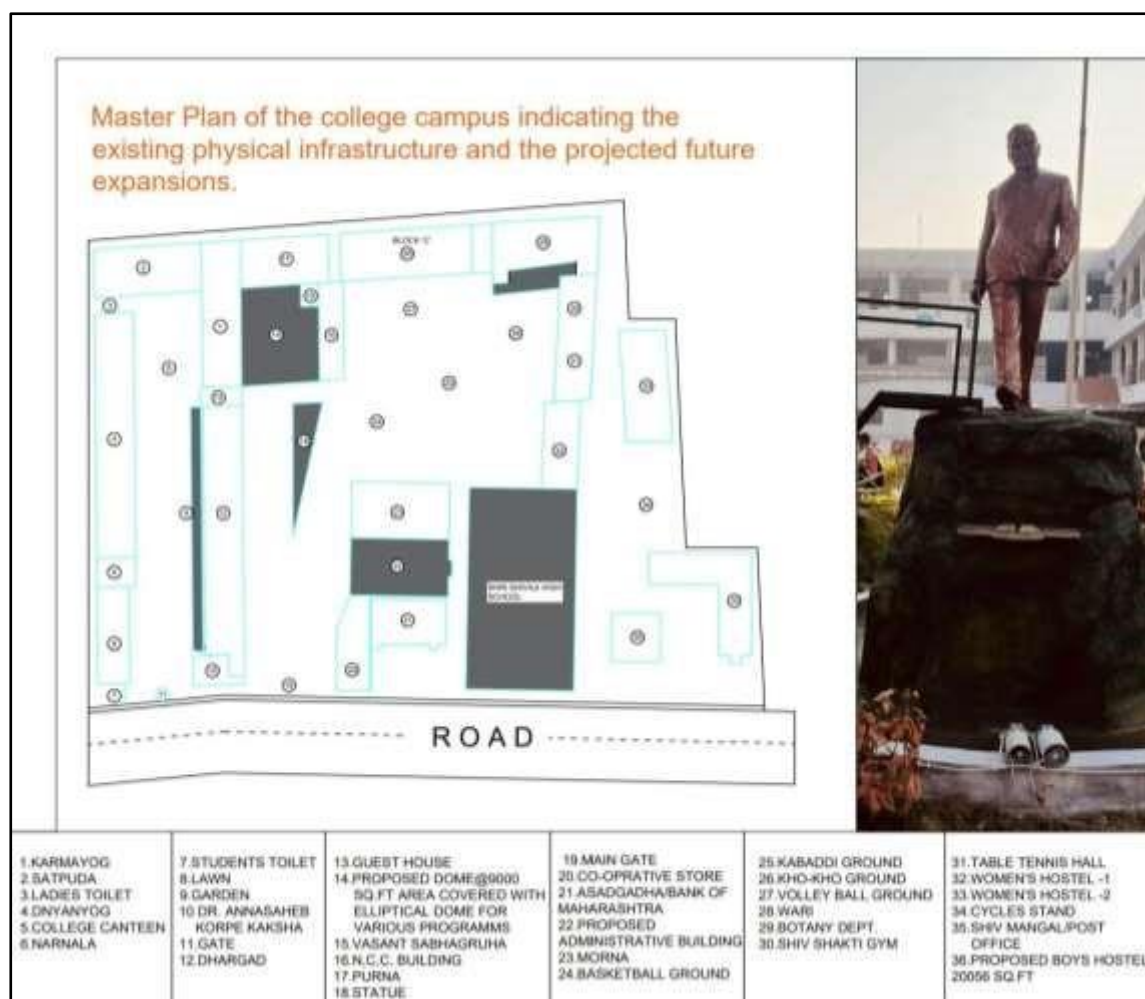 Master Plan of the college campus indicating the
existing physical infrastructure and the projected future
expansions.
BLOCK 'C'
SCHOOL
ROAD
1.KARMAYOG
2.SATPUDA
3.LADIES TOILET
4.DNYANYOG
5.COLLEGE CANTEEN
6.NARNALA
7.STUDENTS TOILET
8.LAWN
9.GARDEN
10 DR. ANNASAHEB
KORPE KAKSHA
11.GATE
12.DHARGAD
13.GUEST HOUSE
14.PROPOSED DOME@9000
SQ.FT AREA COVERED WITH
ELLIPTICAL DOME FOR
VARIOUS PROGRAMMS
15.VASANT SABHAGRUHA
16.N.C.C. BUILDING
17.PURNA
18.STATUE
19.MAIN GATE
20.CO-OPRATIVE STORE
21.ASADGADHA/BANK OF
MAHARASHTRA
22 PROPOSED
ADMINISTRATIVE BUILDING
23.MORNA
24.BASKETBALL GROUND
25.KABADDI GROUND
26.KHO-KHO GROUND
27 VOLLEY BALL GROUND
28 WARI
29.BOTANY DEPT.
30.SHIV SHAKTI GYM
31.TABLE TENNIS HALL
32.WOMEN'S HOSTEL -1
33.WOMEN'S HOSTEL -2
34.CYCLES STAND
35.SHIV MANGAL/POST
OFFICE
36.PROPOSED BOYS HOSTEL
20056 SQ.FT